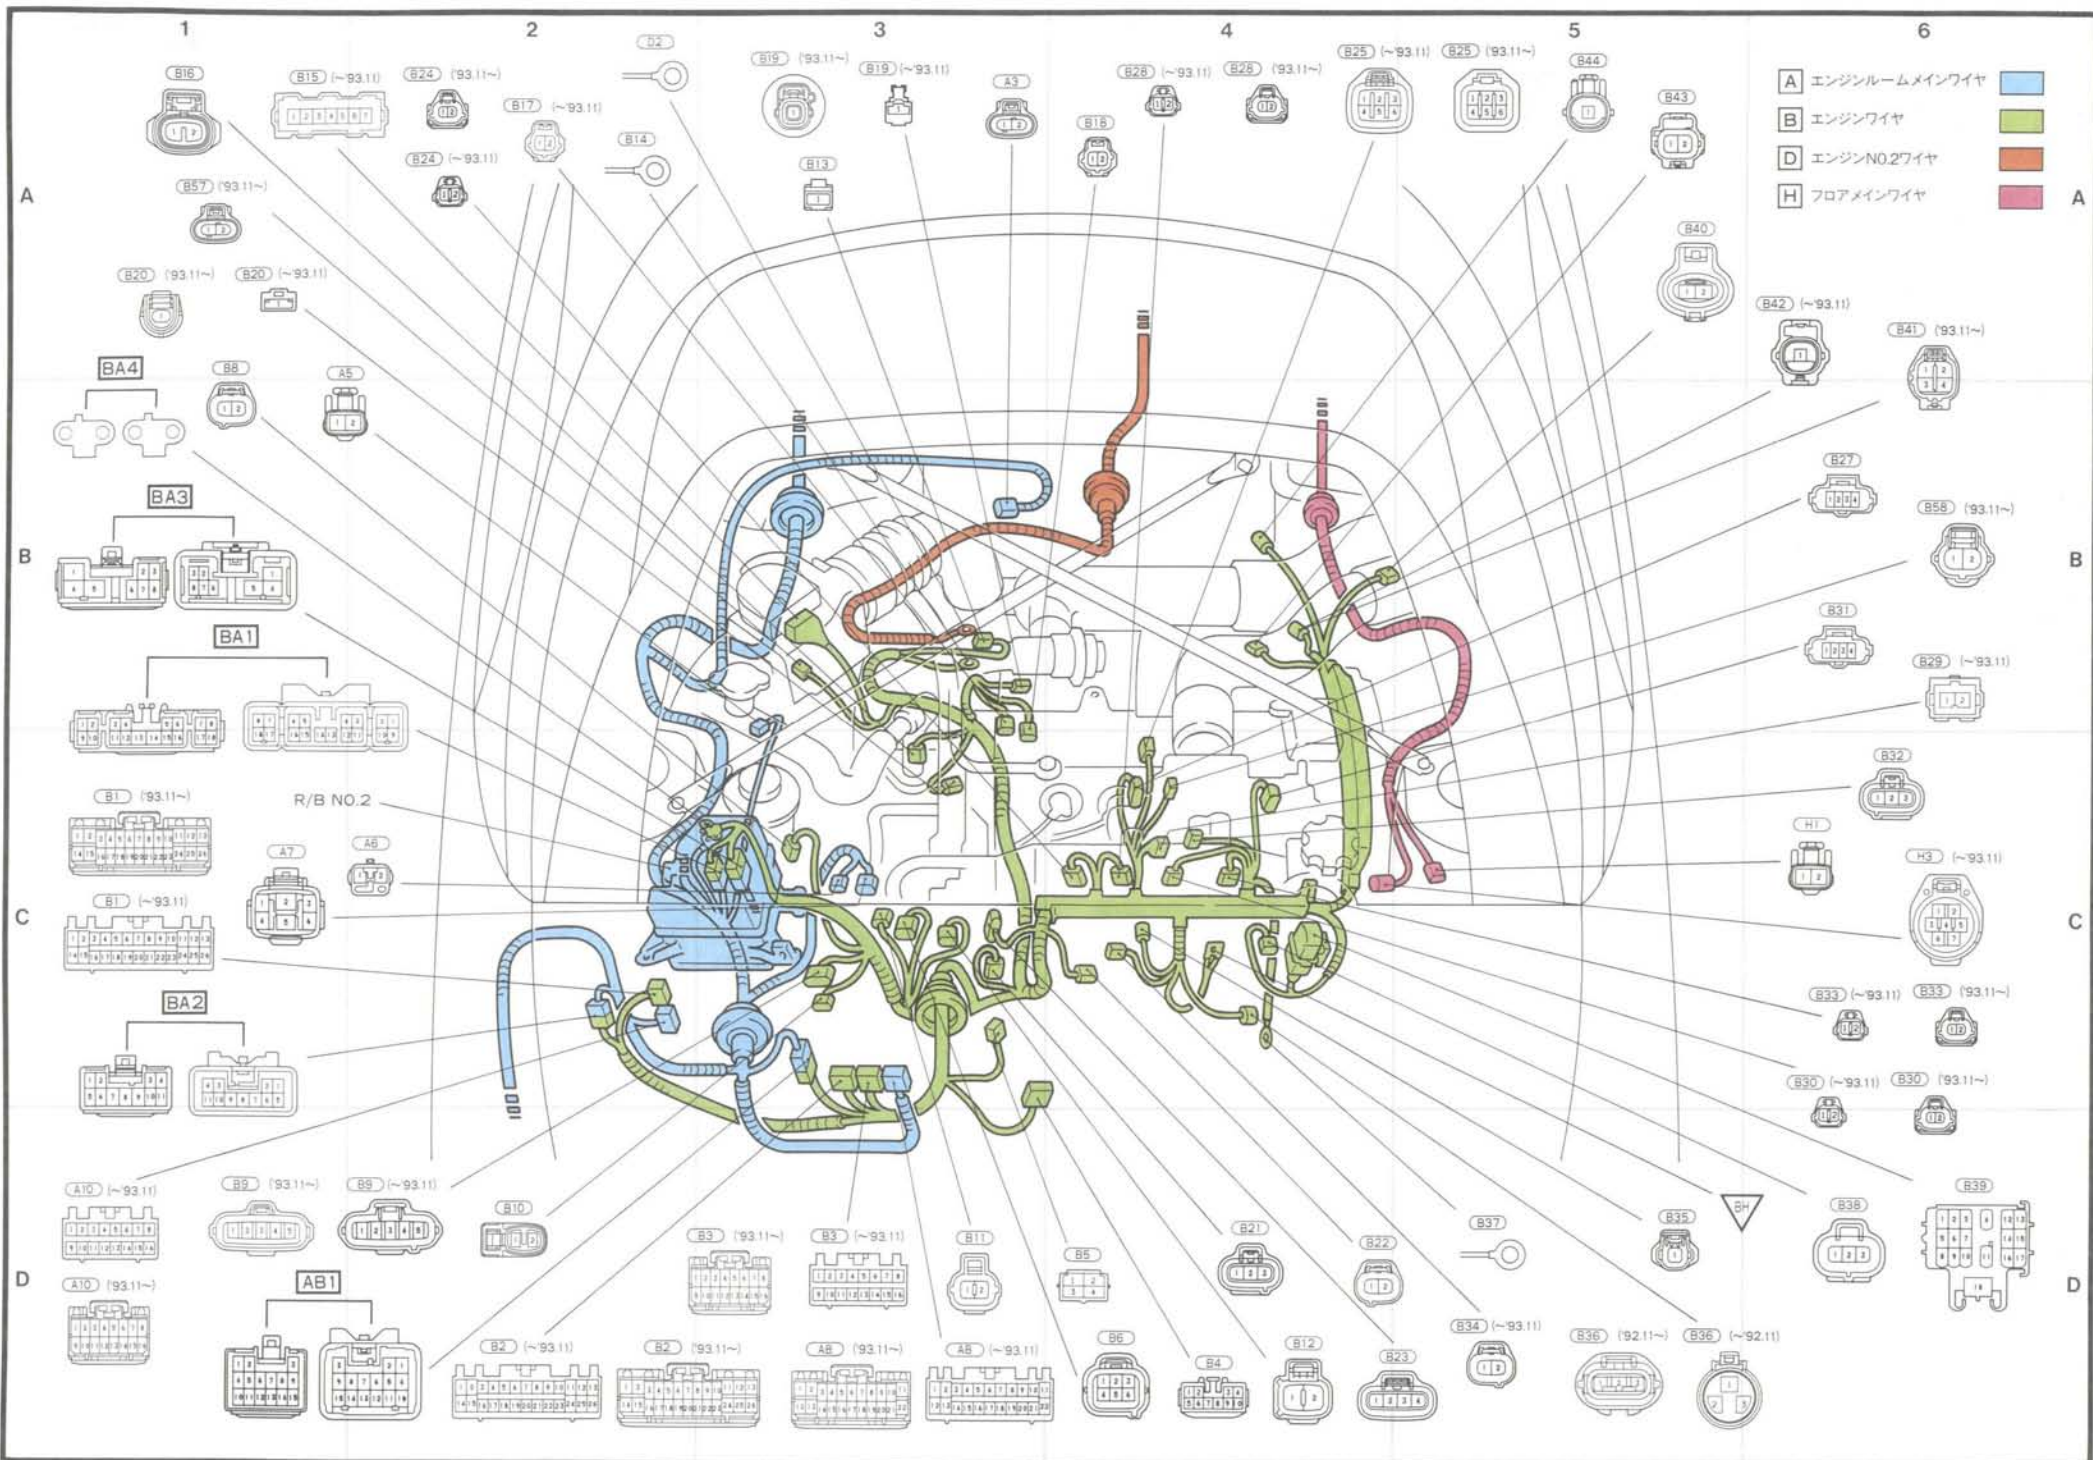 1 2 3 4 5 6
A
B16
B15 (~'93.11)
B24 ('93.11~)
B17 (~'93.11)
D2
B19 ('93.11~)
B19 (~'93.11)
A3
B28 (~'93.11)
B28 ('93.11~)
B25 (~'93.11)
B25 ('93.11~)
B44
B43
A エンジンルームメインワイヤ
B エンジンワイヤ
D エンジンNO.2ワイヤ
H フロアメインワイヤ
A
B24 (~'93.11)
B14
B13
B18
B57 ('93.11~)
B40
B20 ('93.11~)
B20 (~'93.11)
B42 (~'93.11)
B41 ('93.11~)
BA4
B8
A5
B27
BA3
B58 ('93.11~)
B
B
BA1
B31
B29 (~'93.11)
B32
B1 ('93.11~)
R/B NO.2
A7
A6
H1
H3 (~'93.11)
B1 (~'93.11)
C
C
BA2
B33 (~'93.11)
B33 ('93.11~)
B30 (~'93.11)
B30 ('93.11~)
A10 (~'93.11)
B9 ('93.11~)
B9 (~'93.11)
B10
B3 ('93.11~)
B3 (~'93.11)
B11
B5
B21
B22
B37
B35
BH
B38
B39
D
D
A10 ('93.11~)
AB1
B2 (~'93.11)
B2 ('93.11~)
A8 ('93.11~)
A8 (~'93.11)
B6
B4
B12
B23
B34 (~'93.11)
B36 ('92.11~)
B36 (~'92.11)